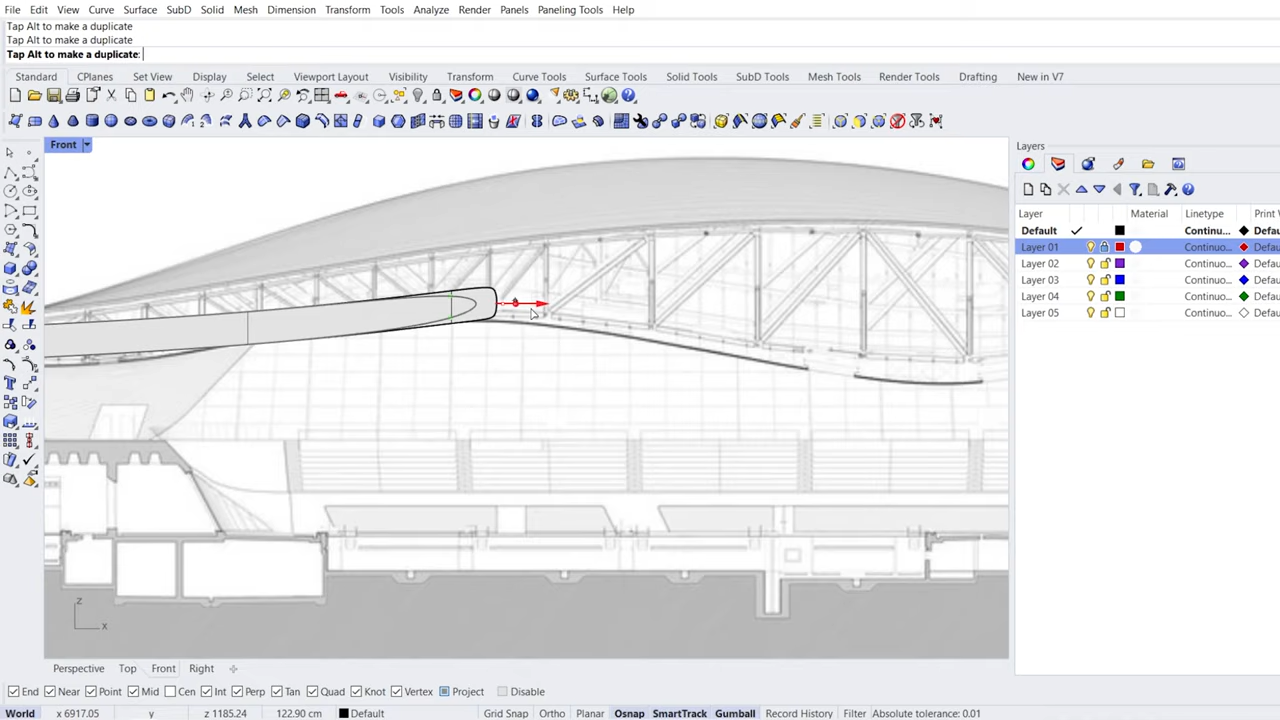 File Edit View Curve Surface SubD Solid Mesh Dimension Transform Tools Analyze Render Panels Paneling Tools Help
Tap Alt to make a duplicate
Tap Alt to make a duplicate
Tap Alt to make a duplicate:
Standard CPlanes Set View Display Select Viewport Layout Visibility Transform Curve Tools Surface Tools Solid Tools SubD Tools Mesh Tools Render Tools Drafting New in V7
Front
Layers
Layer Material Linetype Print
Default Continu... Defau
Layer 01 Continuo... Defau
Layer 02 Continuo... Defau
Layer 03 Continuo... Defau
Layer 04 Continuo... Defau
Layer 05 Continuo... Defau
z
x
Perspective Top Front Right
End Near Point Mid Cen Int Perp Tan Quad Knot Vertex Project Disable
World x 6917.05 y z 1185.24 122.90 cm Default Grid Snap Ortho Planar Osnap SmartTrack Gumball Record History Filter Absolute tolerance: 0.01